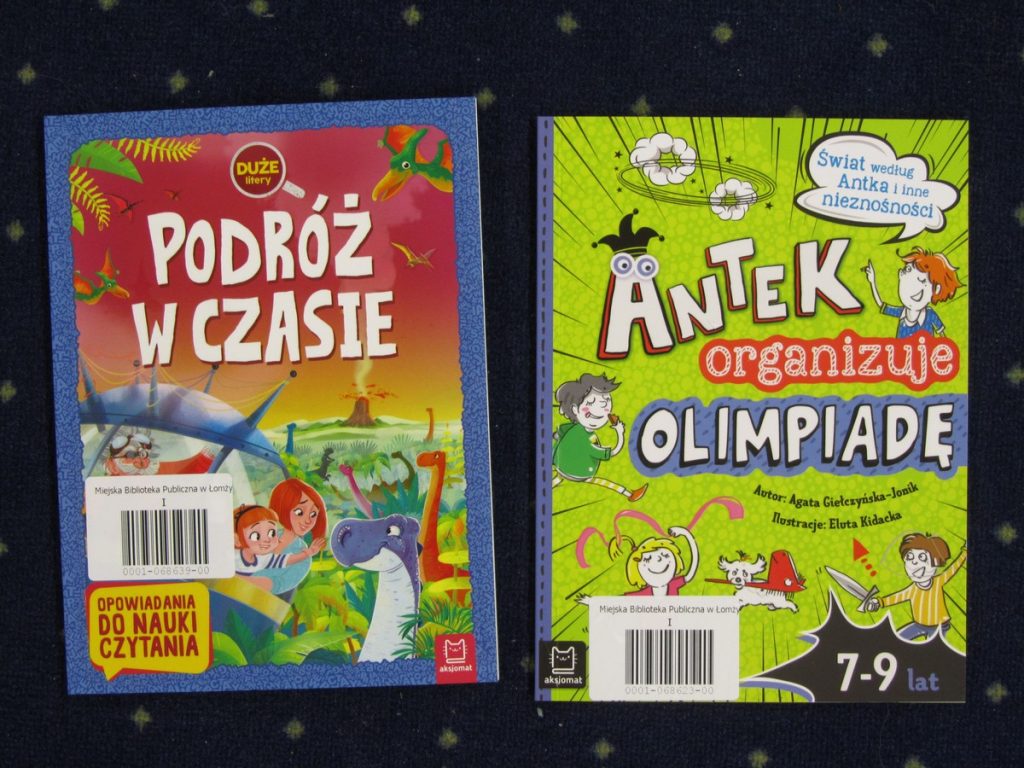 DUŻE
litery
PODRÓŻ
W CZASIE
Miejska Biblioteka Publiczna w Łomży
I
0001-068639-00
OPOWIADANIA
DO NAUKI
CZYTANIA
aksjomat
Świat według
Antka i inne
nieznośności
ANTEK
organizuje
OLIMPIADĘ
Autor: Agata Giełczyńska-Jonik
Ilustracje: Eluta Kidacka
Miejska Biblioteka Publiczna w Łomży
I
0001-068623-00
aksjomat
7-9 lat